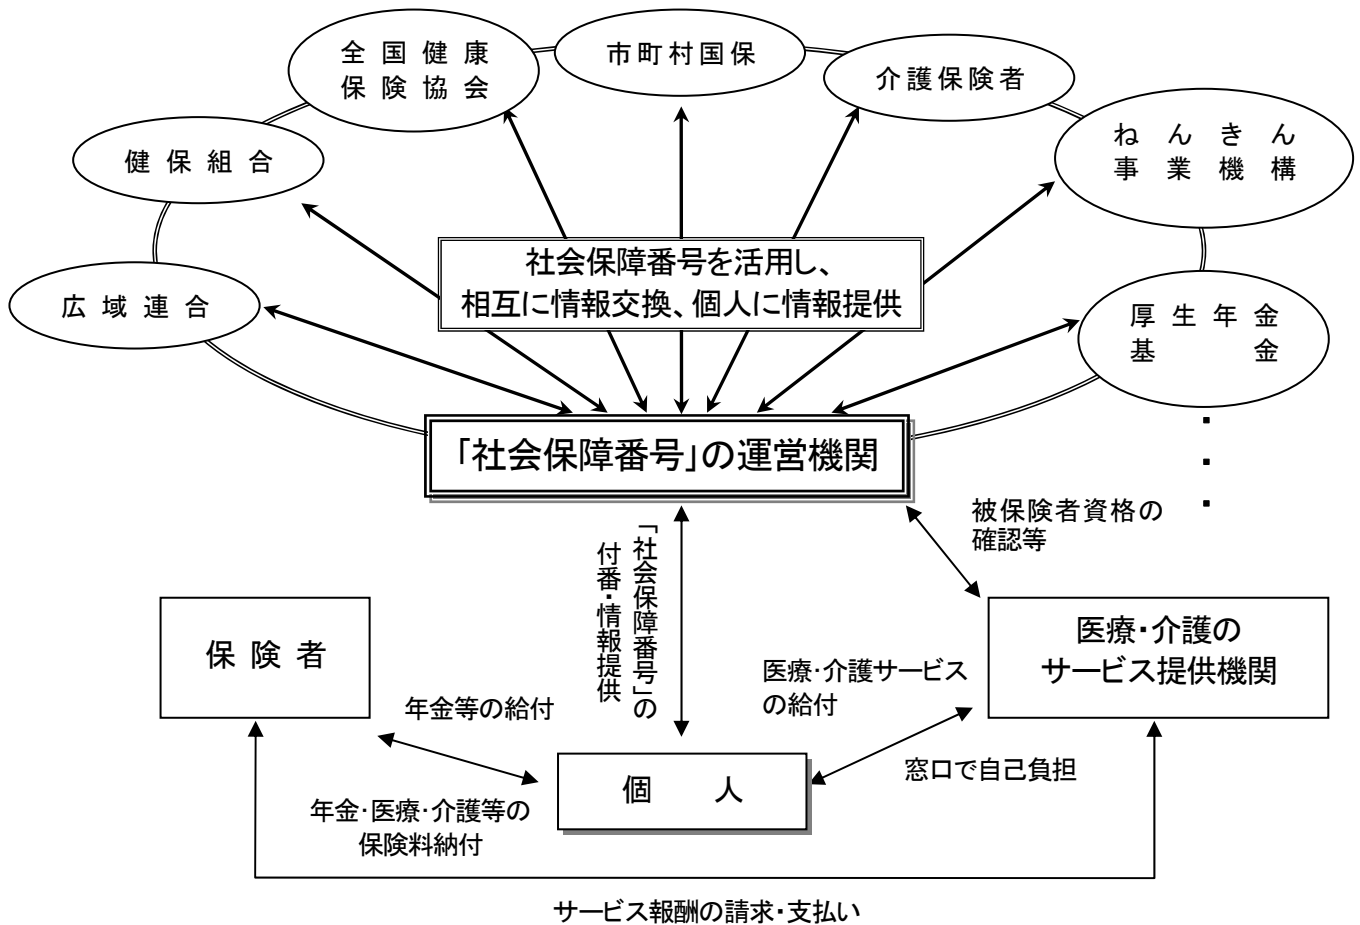 全国健康
保険協会
市町村国保
介護保険者
健保組合
ねんきん
事業機構
広域連合
社会保障番号を活用し、
相互に情報交換、個人に情報提供
厚生年金
基金
「社会保障番号」の運営機関
被保険者資格の
確認等
「社会保障番号」の
付番・情報提供
保険者
医療・介護の
サービス提供機関
医療・介護サービス
の給付
年金等の給付
窓口で自己負担
個人
年金・医療・介護等の
保険料納付
サービス報酬の請求・支払い